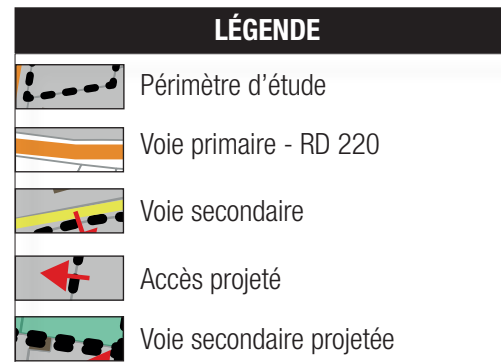 LÉGENDE
Périmètre d’étude
Voie primaire - RD 220
Voie secondaire
Accès projeté
Voie secondaire projetée